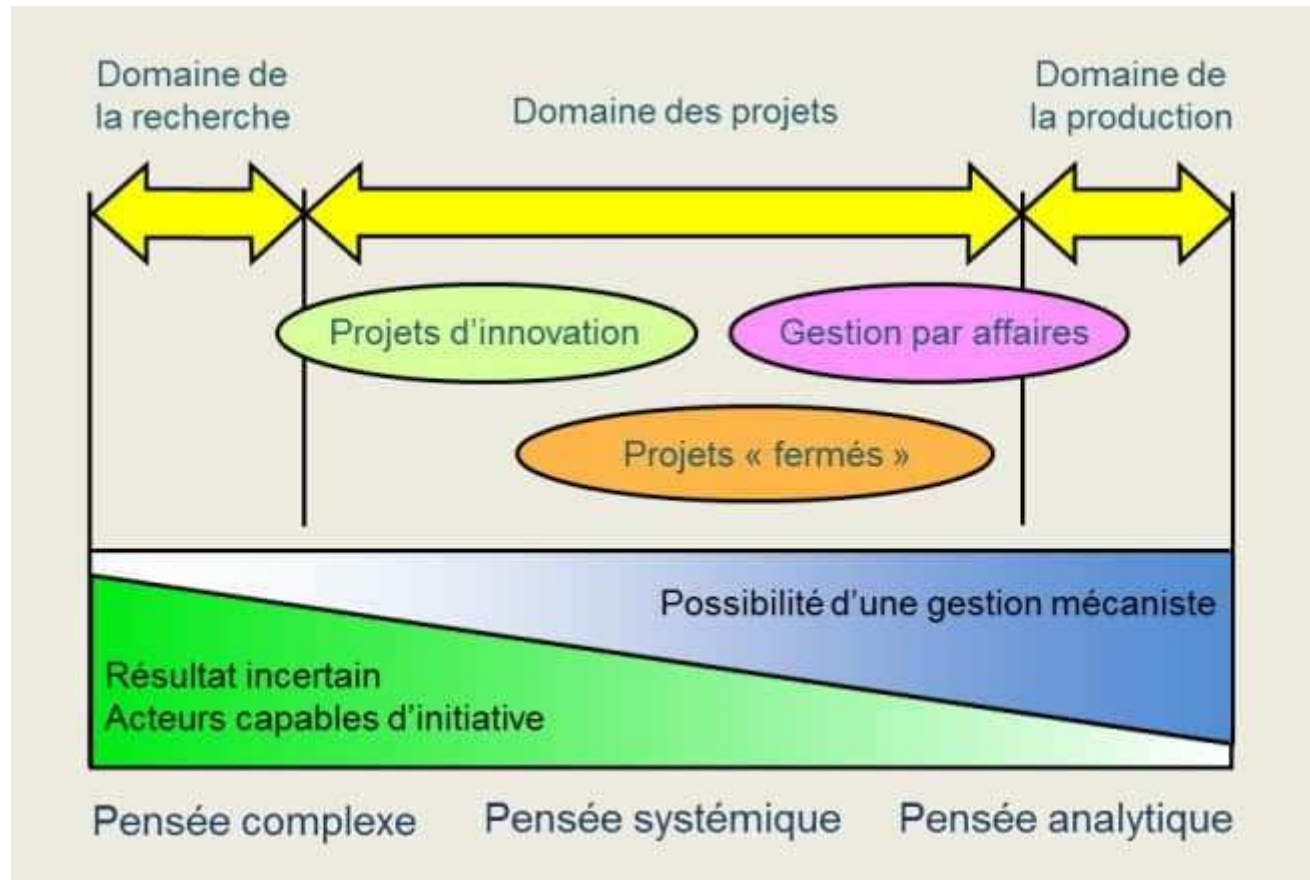 Domaine de
la recherche
Domaine des projets
Domaine de
la production
Projets d'innovation
Gestion par affaires
Projets « fermés »
Possibilité d'une gestion mécaniste
Résultat incertain
Acteurs capables d'initiative
Pensée complexe
Pensée systémique
Pensée analytique